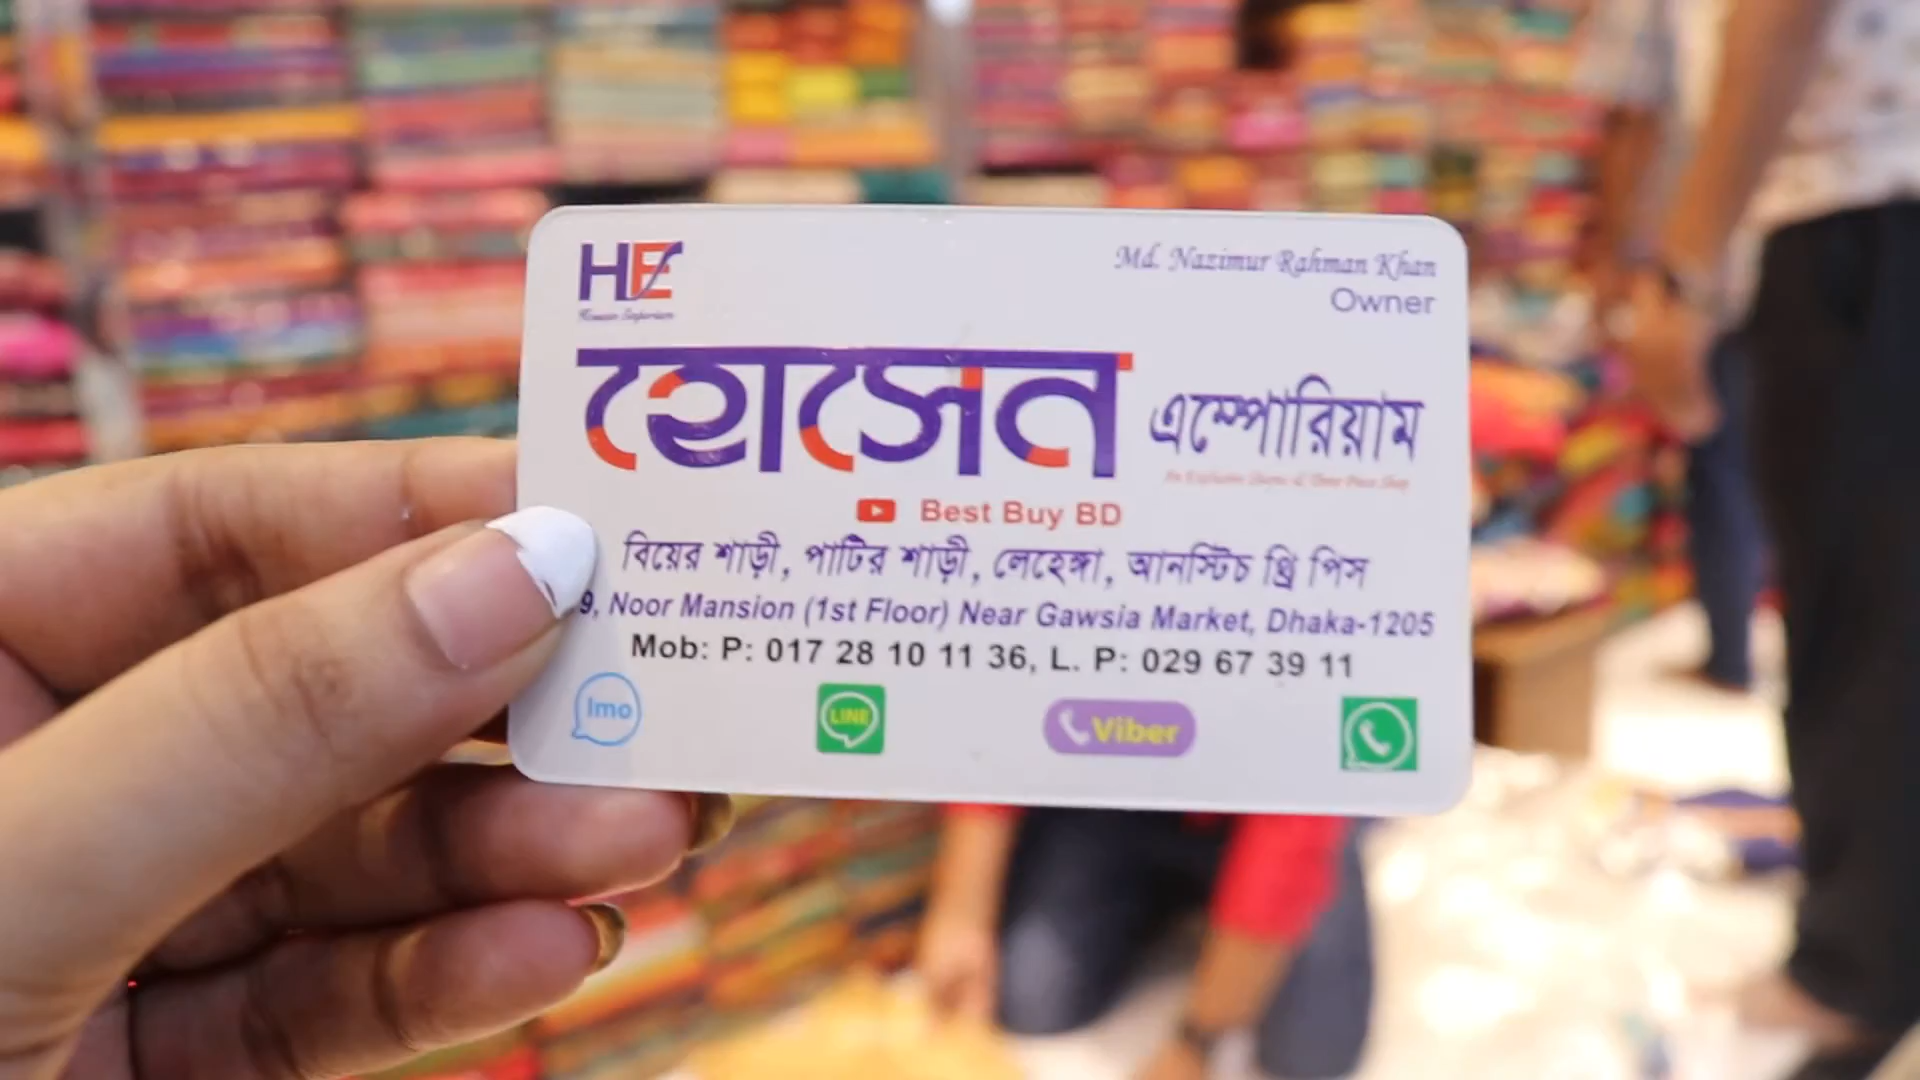 HE
Md. Nazimur Rahman Khan
Owner
হোসেন এম্পোরিয়াম
Best Buy BD
বিয়ের শাড়ী, পাটির শাড়ী, লেহেঙ্গা, আনস্টিচ থ্রি পিস
9, Noor Mansion (1st Floor) Near Gawsia Market, Dhaka-1205
Mob: P: 017 28 10 11 36, L. P: 029 67 39 11
Imo
LINE
Viber